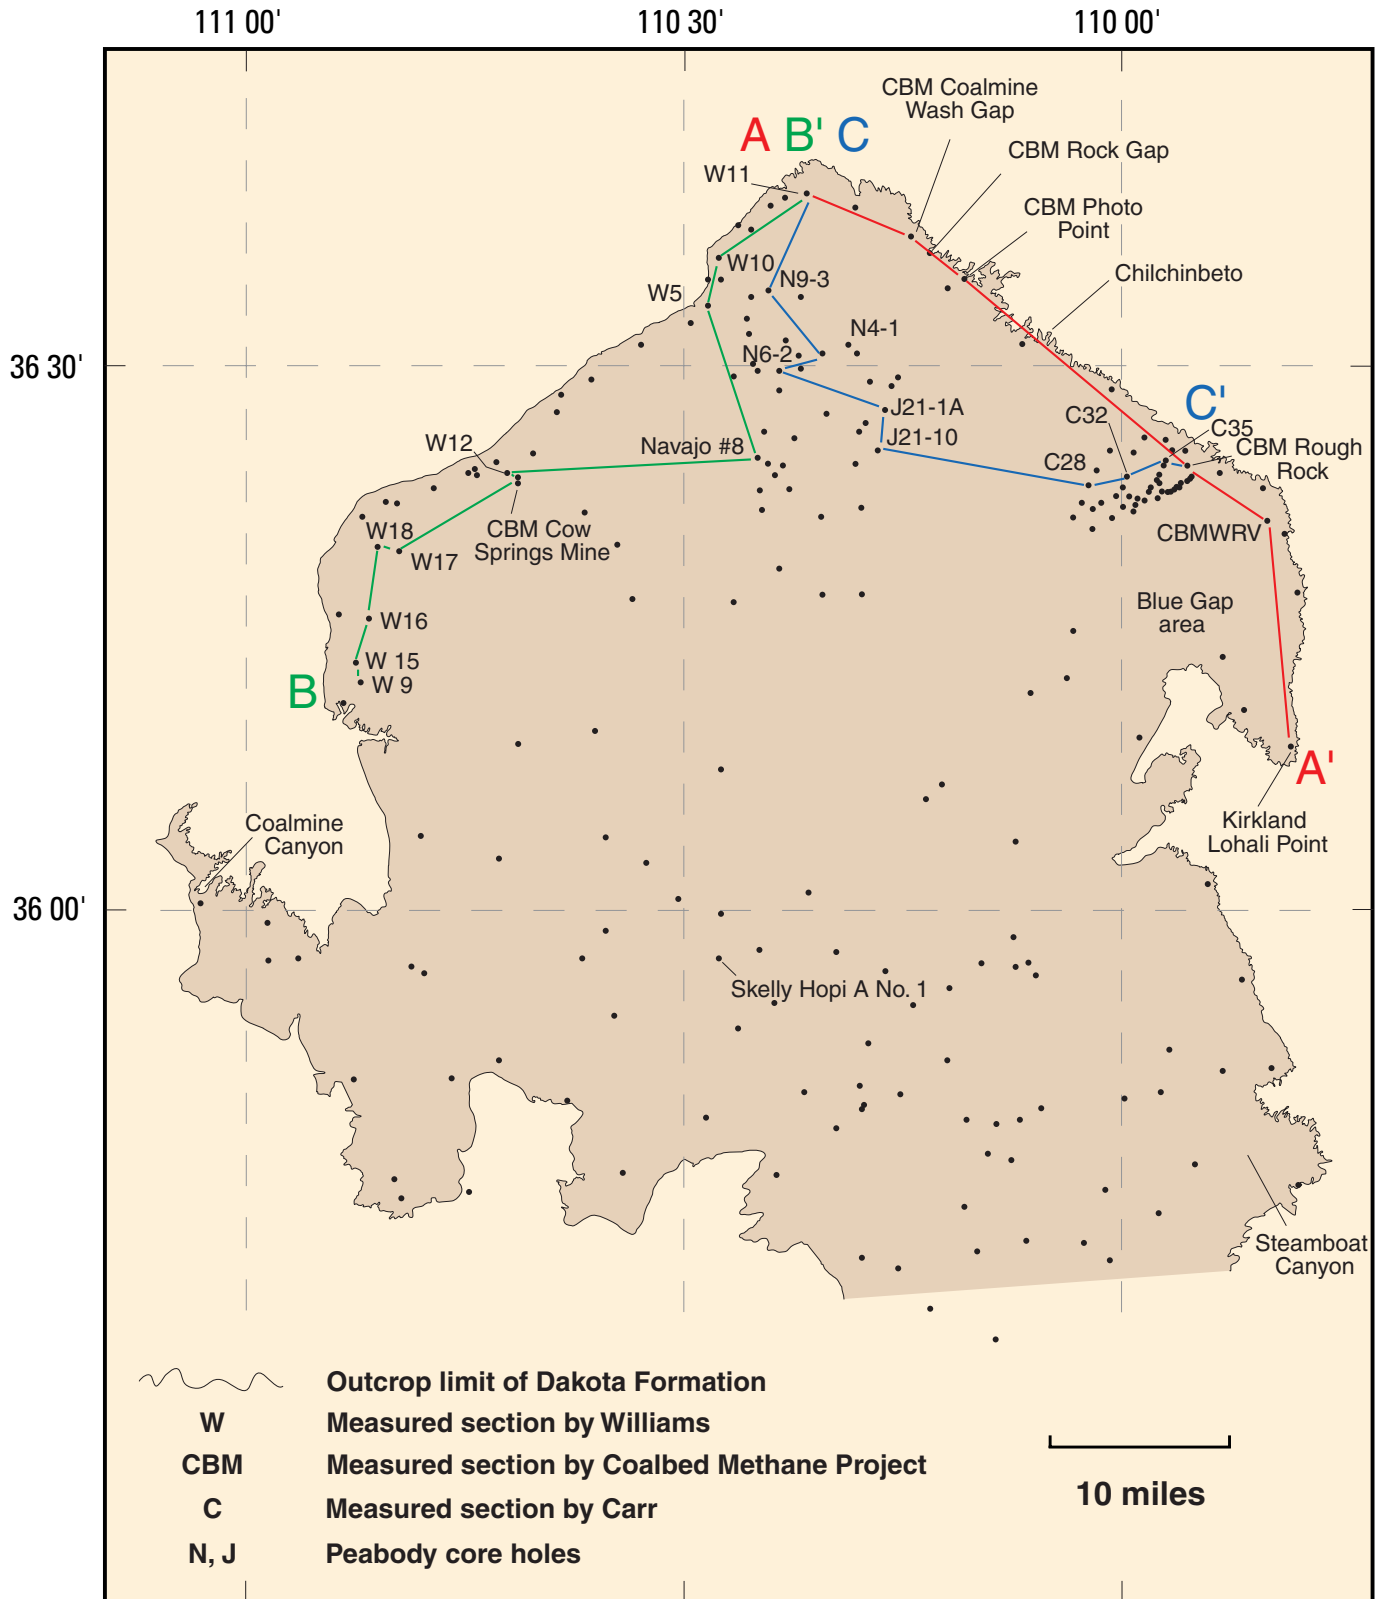 111 00'
110 30'
110 00'
CBM Coalmine
Wash Gap
A B' C
CBM Rock Gap
W11
CBM Photo
Point
W10
N9-3
Chilchinbeto
W5
N4-1
N6-2
36 30'
C'
J21-1A
C32
C35
J21-10
W12
Navajo #8
CBM Rough
Rock
C28
CBM Cow
Springs Mine
W18
CBMWRV
W17
Blue Gap
area
W16
W 15
W 9
B
A'
Coalmine
Canyon
Kirkland
Lohali Point
36 00'
Skelly Hopi A No. 1
Steamboat
Canyon
Outcrop limit of Dakota Formation
W Measured section by Williams
CBM Measured section by Coalbed Methane Project
C Measured section by Carr
N, J Peabody core holes
10 miles